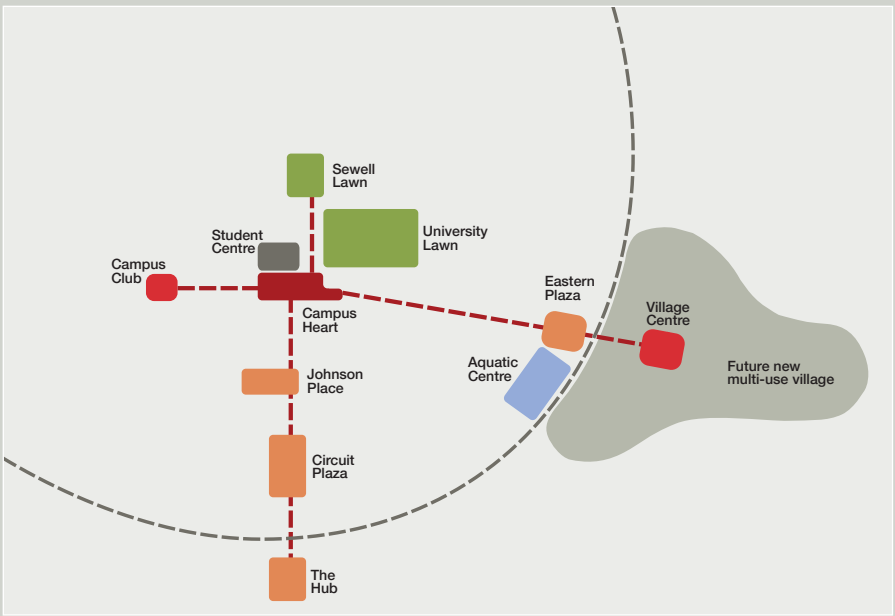 Sewell
Lawn
Student
Centre
University
Lawn
Campus
Club
Campus
Heart
Eastern
Plaza
Village
Centre
Aquatic
Centre
Future new
multi-use village
Johnson
Place
Circuit
Plaza
The
Hub